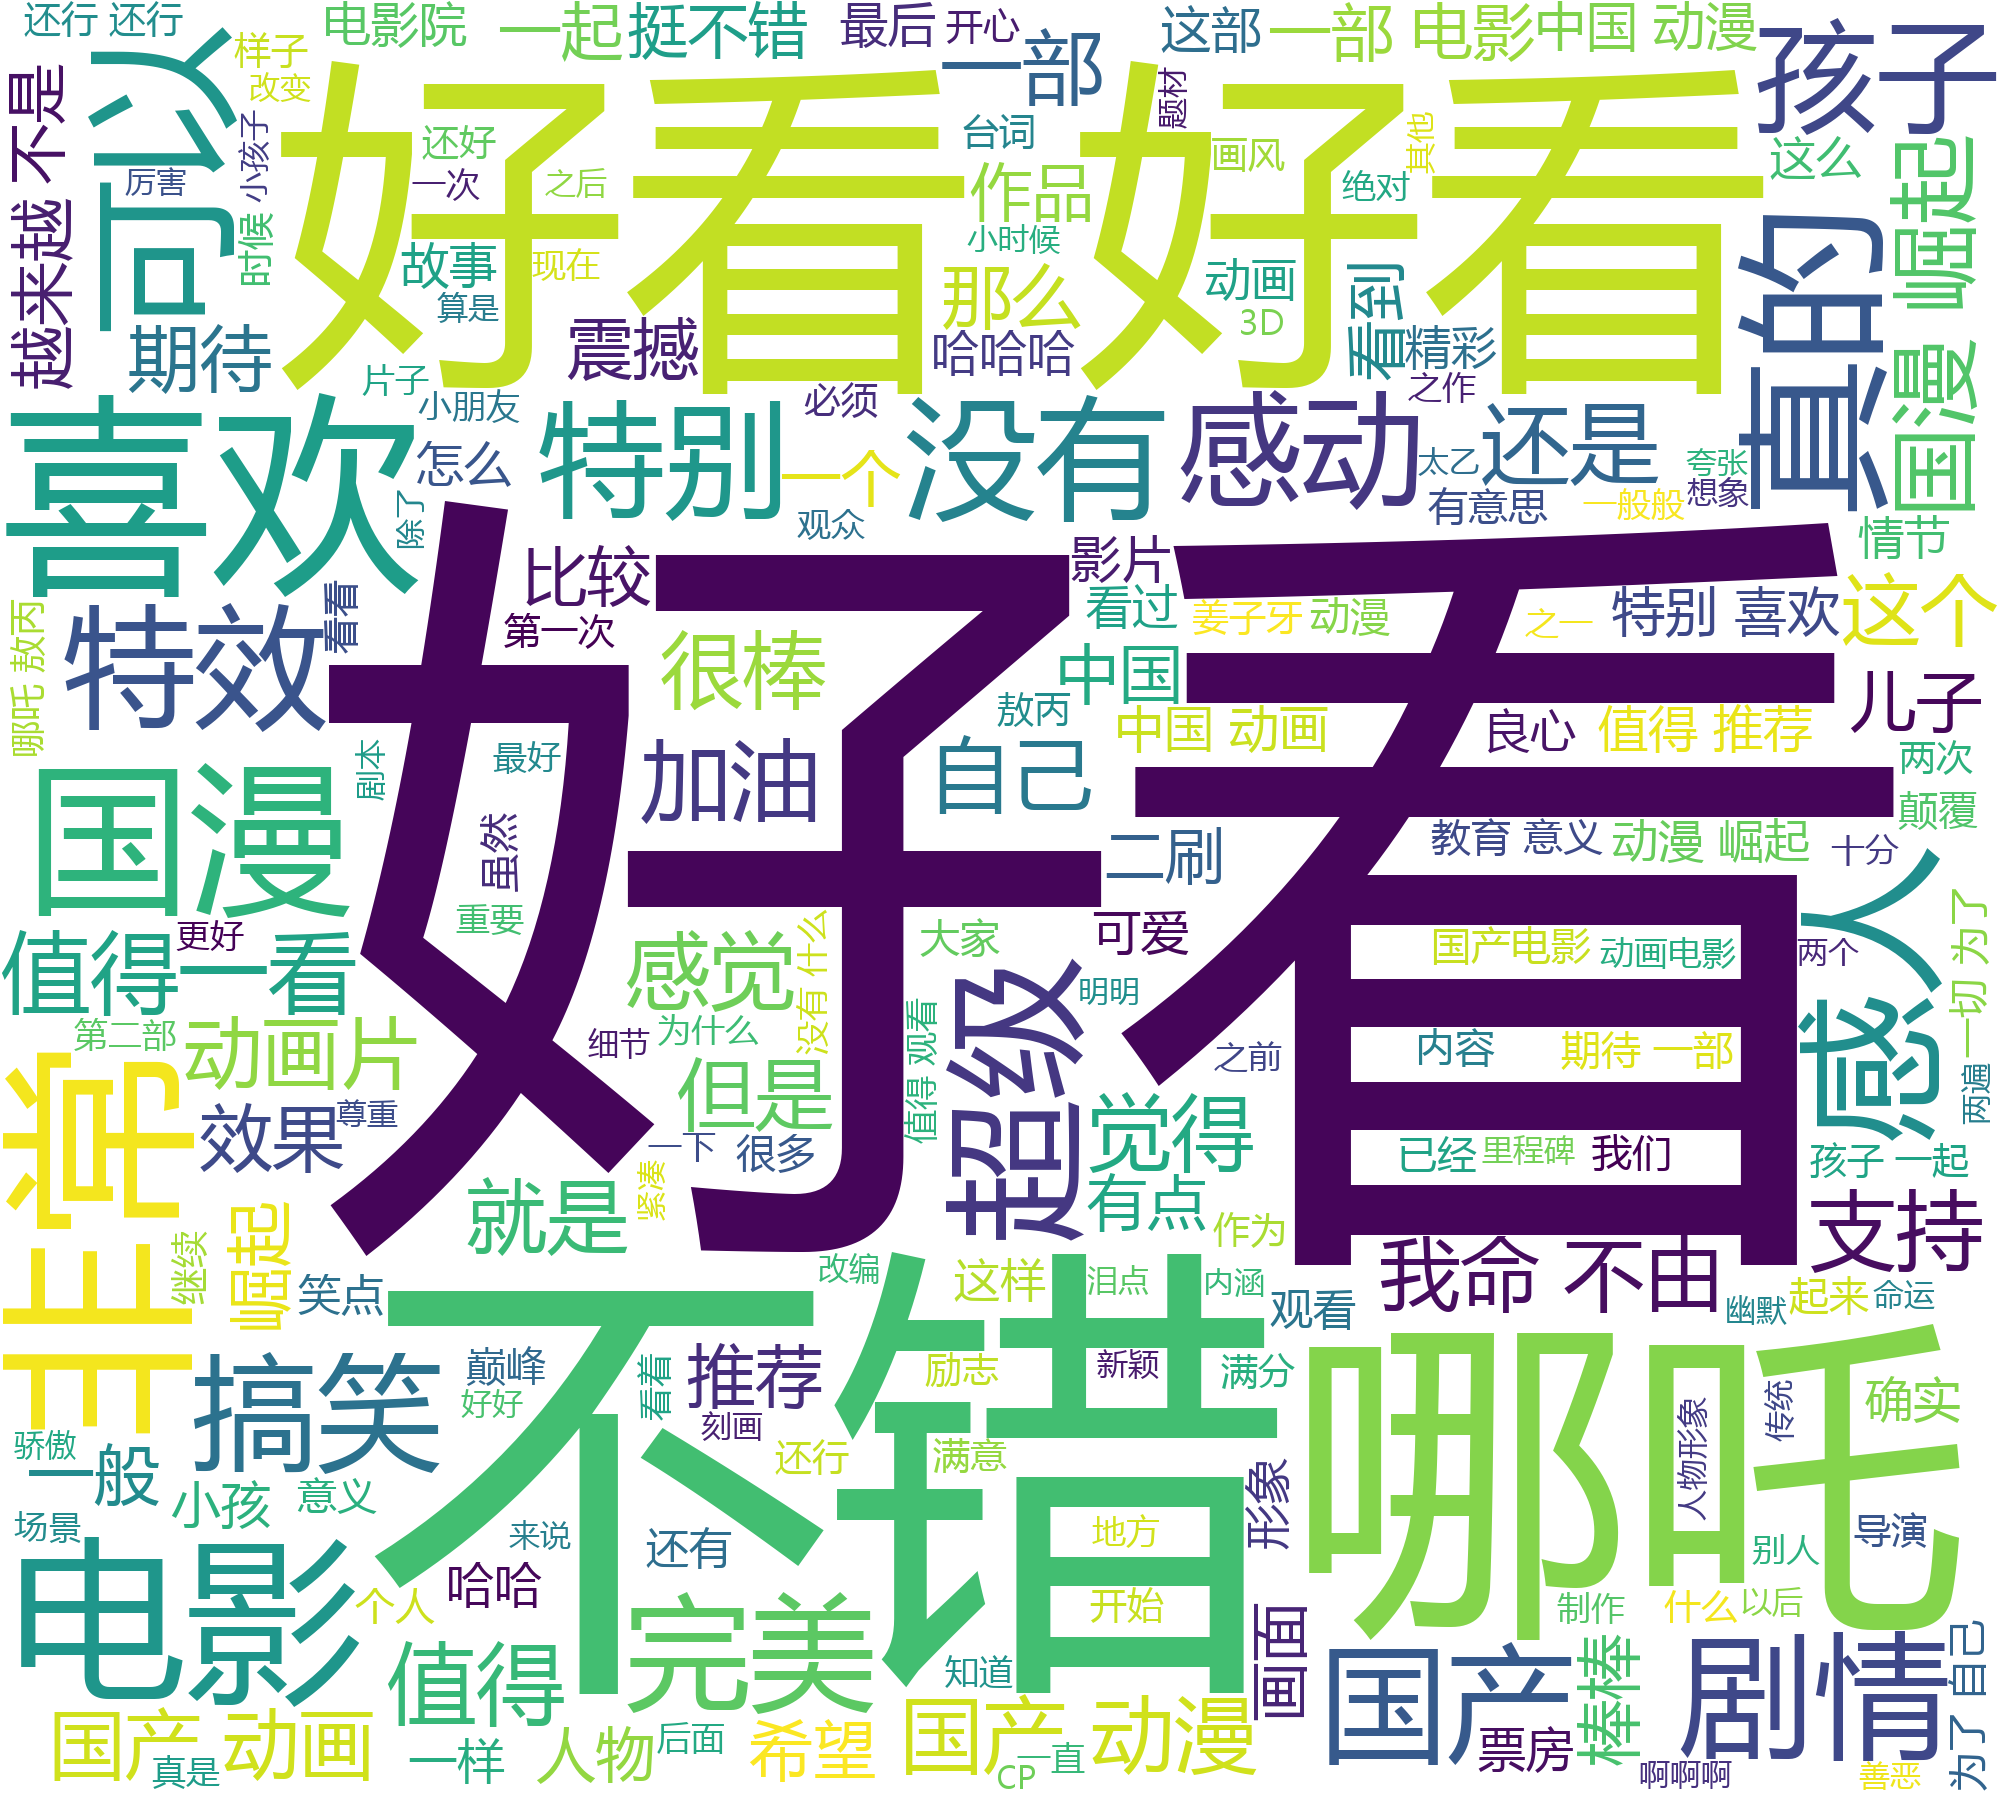 还行 还行
电影院
一起
挺不错
最后
开心
这部
一部
电影
中国 动漫
孩子
样子
改变
可以
不是
越来越
小孩子
厉害
时候
好看
好看
一部
题材
台词
画风
其他
还好
一次
之后
作品
绝对
这么
崛起
小时候
故事
现在
那么
动画
看到
真的
算是
3D
期待
震撼
哈哈哈
精彩
国漫
片子
小朋友
必须
之作
喜欢
怎么
特别
一个
没有
感动
太乙
还是
夸张
想象
有意思
一般般
除了
观众
情节
好看
比较
影片
看过
姜子牙
动漫
之一
特别 喜欢
这个
哪吒 敖丙
特效
看看
第一次
很棒
中国
敖丙
中国 动画
良心
值得 推荐
儿子
国漫
剧本
最好
加油
自己
两次
颠覆
虽然
二刷
教育 意义
动漫 崛起
十分
感人
为了
一切
重要
更好
值得一看
感觉
没有 什么
大家
可爱
国产电影
动画电影
两个
第二部
动画片
细节
为什么
值得 观看
超级
明明
之前
内容
期待 一部
非常
效果
尊重
但是
一下
很多
觉得
已经
里程碑
我们
两遍
孩子 一起
就是
紧凑
有点
作为
支持
继续
崛起
笑点
改编
不错
这样
泪点
内涵
观看
我命 不由
幽默
起来
命运
搞笑
巅峰
好好
看着
推荐
刻画
还行
励志
满意
新颖
满分
哪吒
人物形象
传统
确实
骄傲
一般
小孩
意义
场景
电影
来说
还有
地方
形象
别人
导演
个人
哈哈
值得
完美
开始
制作
什么
以后
知道
画面
国产
棒棒
剧情
为了 自己
国产 动画
真是
一样
人物
后面
希望
国产 动漫
一直
CP
票房
啊啊啊
善恶